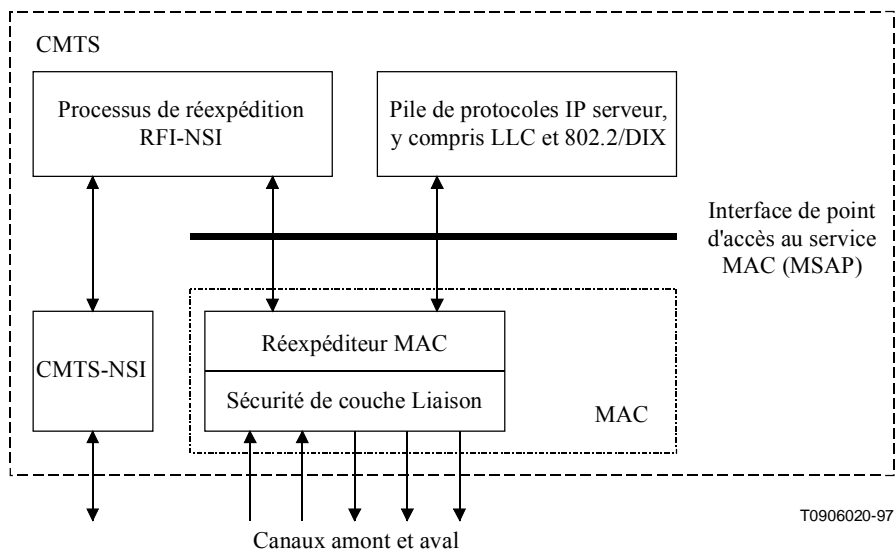 CMTS
Processus de réexpédition
RFI-NSI
Pile de protocoles IP serveur,
y compris LLC et 802.2/DIX
Interface de point
d'accès au service
MAC (MSAP)
CMTS-NSI
Réexpéditeur MAC
Sécurité de couche Liaison
MAC
T0906020-97
Canaux amont et aval